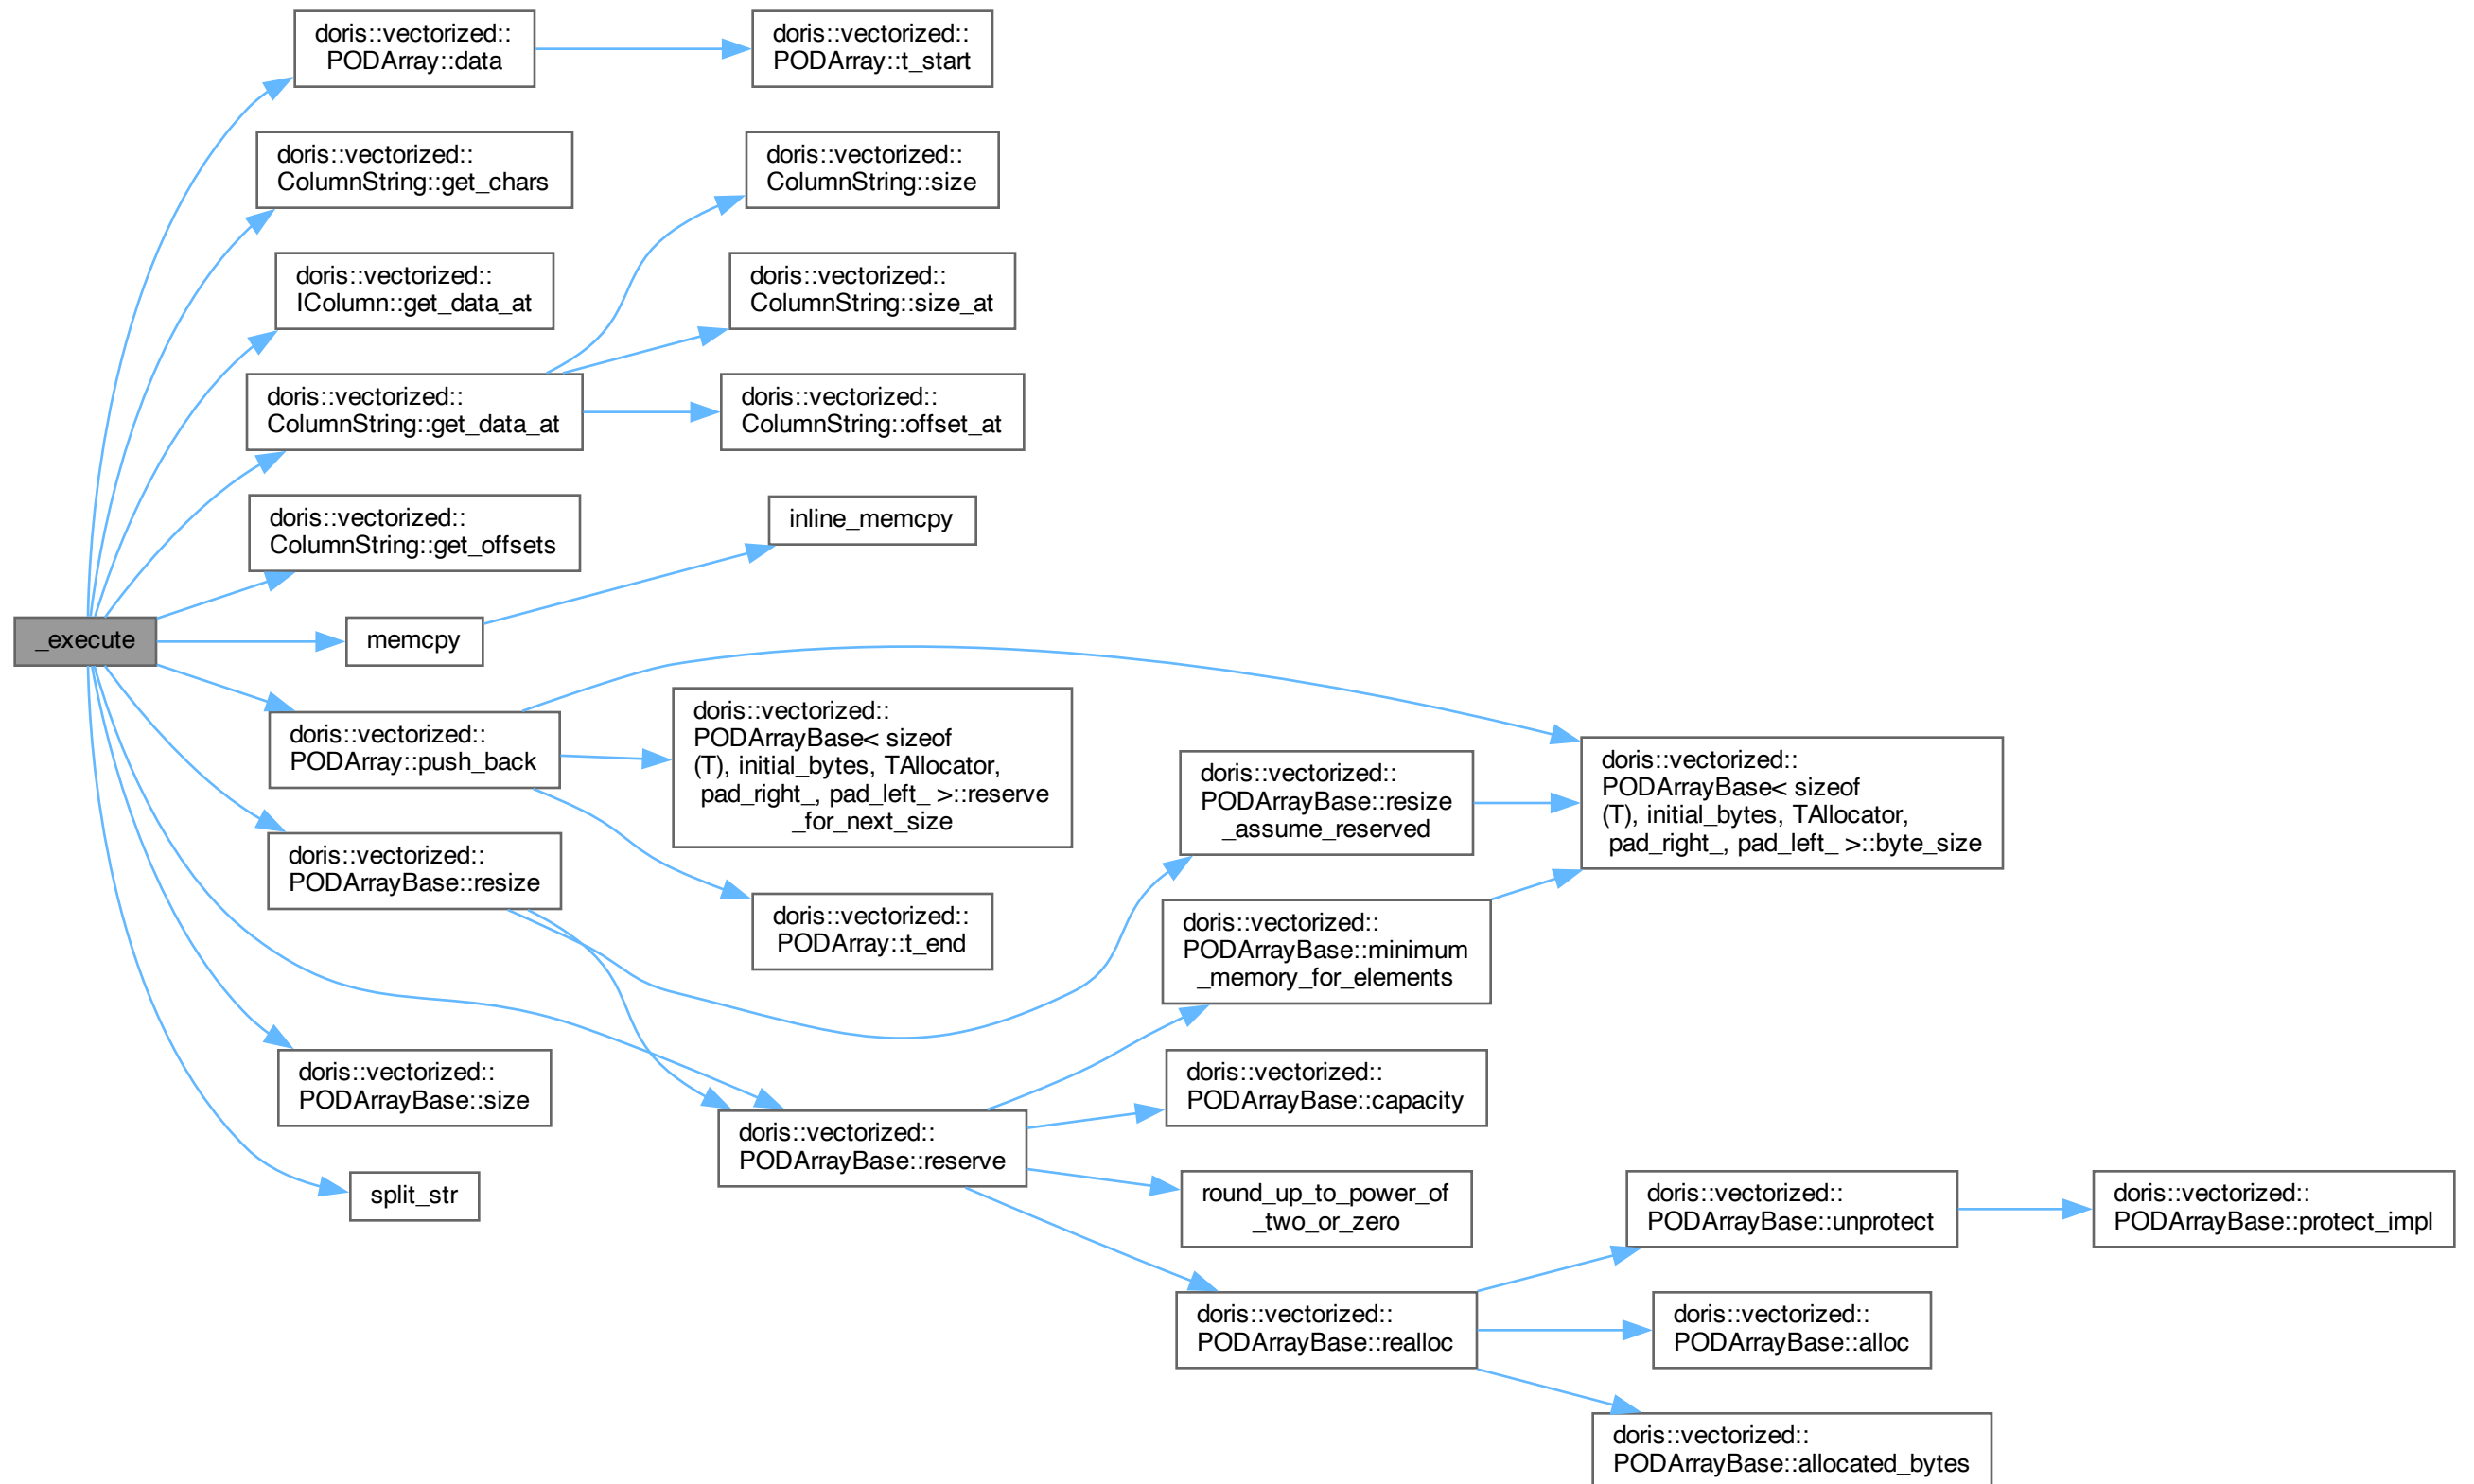 doris::vectorized::
PODArray::data
doris::vectorized::
PODArray::t_start
doris::vectorized::
ColumnString::get_chars
doris::vectorized::
ColumnString::size
doris::vectorized::
IColumn::get_data_at
doris::vectorized::
ColumnString::size_at
doris::vectorized::
ColumnString::get_data_at
doris::vectorized::
ColumnString::offset_at
doris::vectorized::
ColumnString::get_offsets
inline_memcpy
_execute
memcpy
doris::vectorized::
PODArray::push_back
doris::vectorized::
PODArrayBase< sizeof
(T), initial_bytes, TAllocator,
pad_right_, pad_left_ >::reserve
_for_next_size
doris::vectorized::
PODArrayBase::resize
_assume_reserved
doris::vectorized::
PODArrayBase< sizeof
(T), initial_bytes, TAllocator,
pad_right_, pad_left_ >::byte_size
doris::vectorized::
PODArrayBase::resize
doris::vectorized::
PODArray::t_end
doris::vectorized::
PODArrayBase::minimum
_memory_for_elements
doris::vectorized::
PODArrayBase::size
doris::vectorized::
PODArrayBase::reserve
doris::vectorized::
PODArrayBase::capacity
split_str
round_up_to_power_of
_two_or_zero
doris::vectorized::
PODArrayBase::unprotect
doris::vectorized::
PODArrayBase::protect_impl
doris::vectorized::
PODArrayBase::realloc
doris::vectorized::
PODArrayBase::alloc
doris::vectorized::
PODArrayBase::allocated_bytes